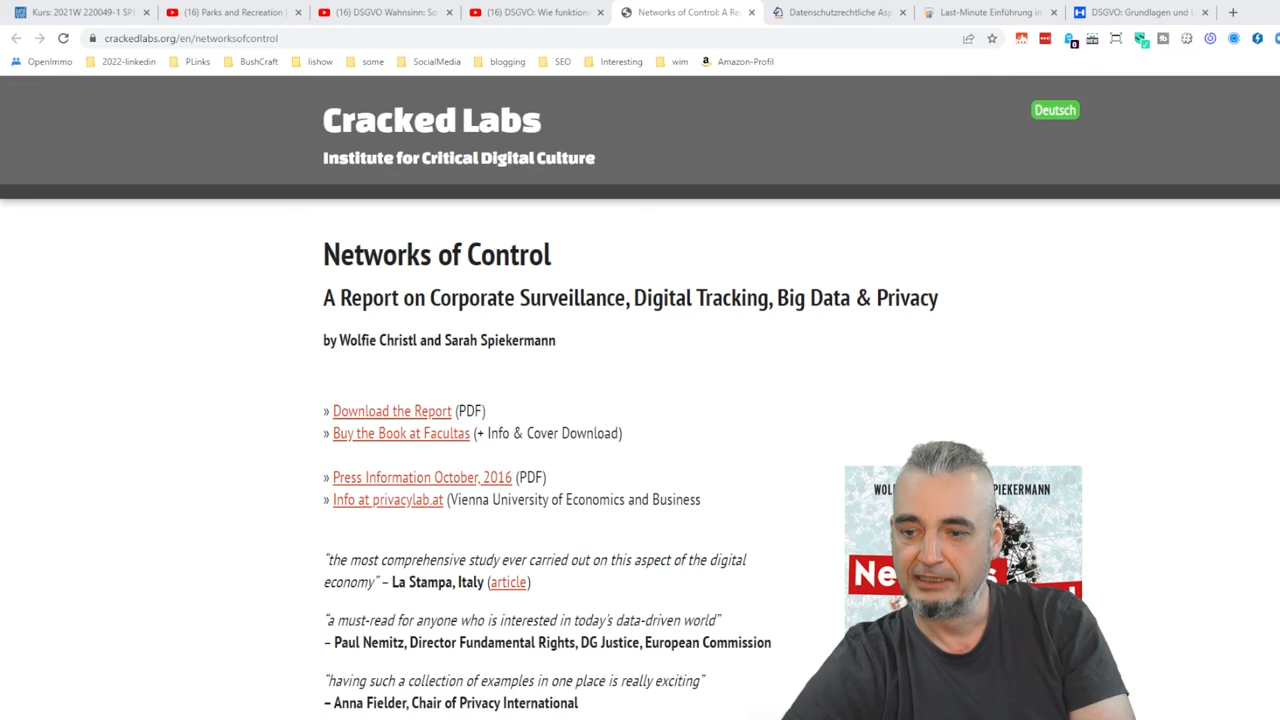 Kurs: 2021W 220049-1 SPE
(16) Parks and Recreation |
(16) DSGVO Wahnsinn: So
(16) DSGVO: Wie funktion
Networks of Control: A Re
Datenschutzrechtliche Asp
Last-Minute Einführung in
DSGVO: Grundlagen und U
crackedlabs.org/en/networksofcontrol
0
OpenImmo
2022-linkedin
PLinks
BushCraft
lishow
some
SocialMedia
blogging
SEO
Interesting
wim
Amazon-Profil
Cracked Labs
Deutsch
Institute for Critical Digital Culture
Networks of Control
A Report on Corporate Surveillance, Digital Tracking, Big Data & Privacy
by Wolfie Christl and Sarah Spiekermann
» Download the Report (PDF)
» Buy the Book at Facultas (+ Info & Cover Download)
» Press Information October, 2016 (PDF)
» Info at privacylab.at (Vienna University of Economics and Business
WOL PIEKERMANN
Ne s
“the most comprehensive study ever carried out on this aspect of the digital
economy” – La Stampa, Italy (article)
“a must-read for anyone who is interested in today’s data-driven world”
– Paul Nemitz, Director Fundamental Rights, DG Justice, European Commission
“having such a collection of examples in one place is really exciting”
– Anna Fielder, Chair of Privacy International